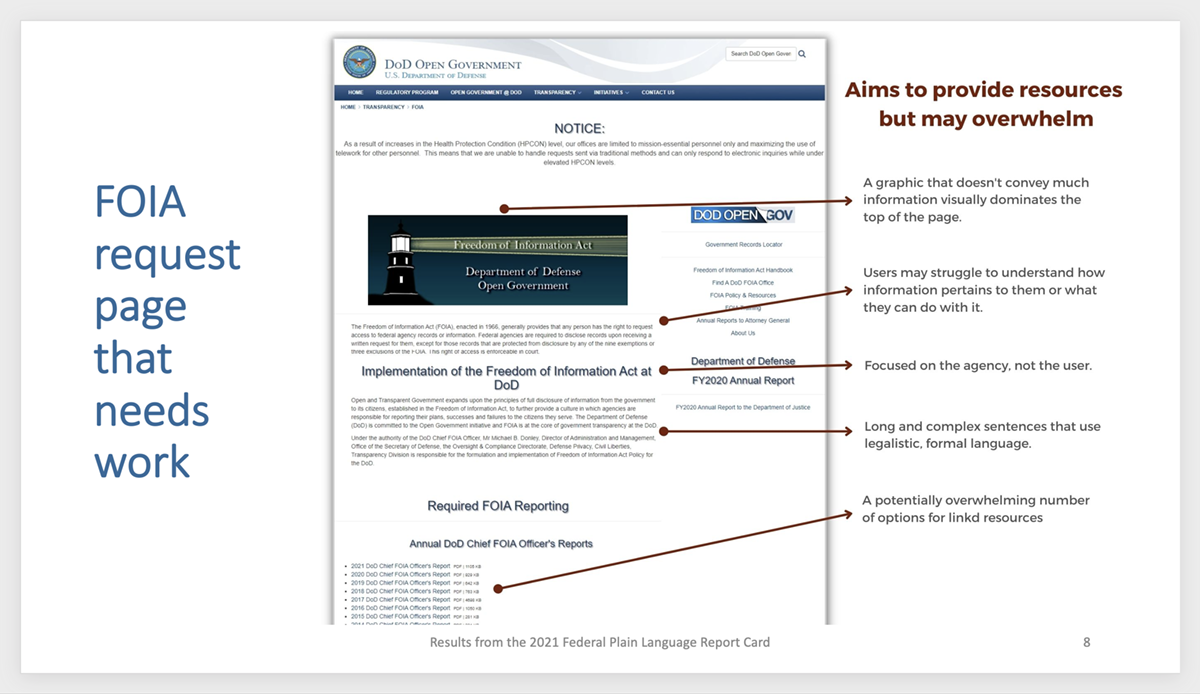 FOIA
request
page
that
needs
work
DoD Open Government
U.S. Department of Defense
Search DoD Open Gover
HOME REGULATORY PROGRAM OPEN GOVERNMENT @ DOD TRANSPARENCY INITIATIVES CONTACT US
HOME > TRANSPARENCY > FOIA
NOTICE:
As a result of increases in the Health Protection Condition (HPCON) level, our offices are limited to mission-essential personnel only and maximizing the use of
telework for other personnel. This means that we are unable to handle requests sent via traditional methods and can only respond to electronic inquiries while under
elevated HPCON levels.
Freedom of Information Act
Department of Defense
Open Government
The Freedom of Information Act (FOIA), enacted in 1966, generally provides that any person has the right to request
access to federal agency records or information. Federal agencies are required to disclose records upon receiving a
written request for them, except for those records that are protected from disclosure by any of the nine exemptions or
three exclusions of the FOIA. This right of access is enforceable in court.
Implementation of the Freedom of Information Act at
DoD
Open and Transparent Government expands upon the principles of full disclosure of information from the government
to its citizens, established in the Freedom of Information Act, to further provide a culture in which agencies are
responsible for reporting their plans, successes and failures to the citizens they serve. The Department of Defense
(DoD) is committed to the Open Government initiative and FOIA is at the core of government transparency at the DoD.
Under the authority of the DoD Chief FOIA Officer, Mr Michael B. Donley, Director of Administration and Management,
Office of the Secretary of Defense, the Oversight & Compliance Directorate, Defense Privacy, Civil Liberties,
Transparency Division is responsible for the formulation and implementation of Freedom of Information Act Policy for
the DoD.
Required FOIA Reporting
Annual DoD Chief FOIA Officer's Reports
2021 DoD Chief FOIA Officer's Report PDF | 1105 KB
2020 DoD Chief FOIA Officer's Report PDF | 929 KB
2019 DoD Chief FOIA Officer's Report PDF | 642 KB
2018 DoD Chief FOIA Officer's Report PDF | 763 KB
2017 DoD Chief FOIA Officer's Report PDF | 4698 KB
2016 DoD Chief FOIA Officer's Report PDF | 1050 KB
2015 DoD Chief FOIA Officer's Report PDF | 281 KB
DOD OPEN GOV
Government Records Locator
Freedom of Information Act Handbook
Find A DoD FOIA Office
FOIA Policy & Resources
FOIA Training
Annual Reports to Attorney General
About Us
Department of Defense
FY2020 Annual Report
FY2020 Annual Report to the Department of Justice
Aims to provide resources
but may overwhelm
A graphic that doesn't convey much
information visually dominates the
top of the page.
Users may struggle to understand how
information pertains to them or what
they can do with it.
Focused on the agency, not the user.
Long and complex sentences that use
legalistic, formal language.
A potentially overwhelming number
of options for linkd resources
Results from the 2021 Federal Plain Language Report Card
8